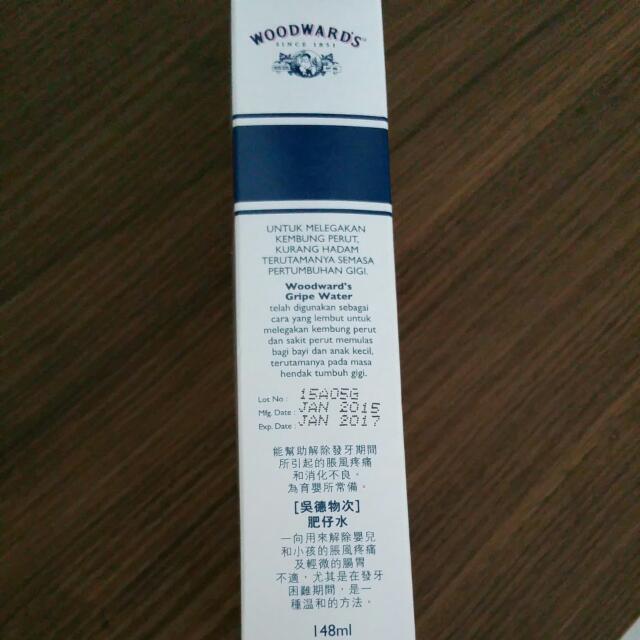 WOODWARD'S
SINCE 1851
UNTUK MELEGAKAN
KEMBUNG PERUT,
KURANG HADAM
TERUTAMANYA SEMASA
PERTUMBUHAN GIGI.
Woodward's
Gripe Water
telah digunakan sebagai
cara yang lembut untuk
melegakan kembung perut
dan sakit perut memulas
bagi bayi dan anak kecil,
terutamanya pada masa
hendak tumbuh gigi.
Lot No : 15A05G
Mfg. Date : JAN 2015
Exp. Date : JAN 2017
能幫助解除發牙期間
所引起的脹風疼痛
和消化不良。
為育嬰所常備。
[吳德物次]
肥仔水
一向用來解除嬰兒
和小孩的脹風疼痛
及輕微的腸胃
不適，尤其是在發牙
困難期間，是一
種溫和的方法。
148ml